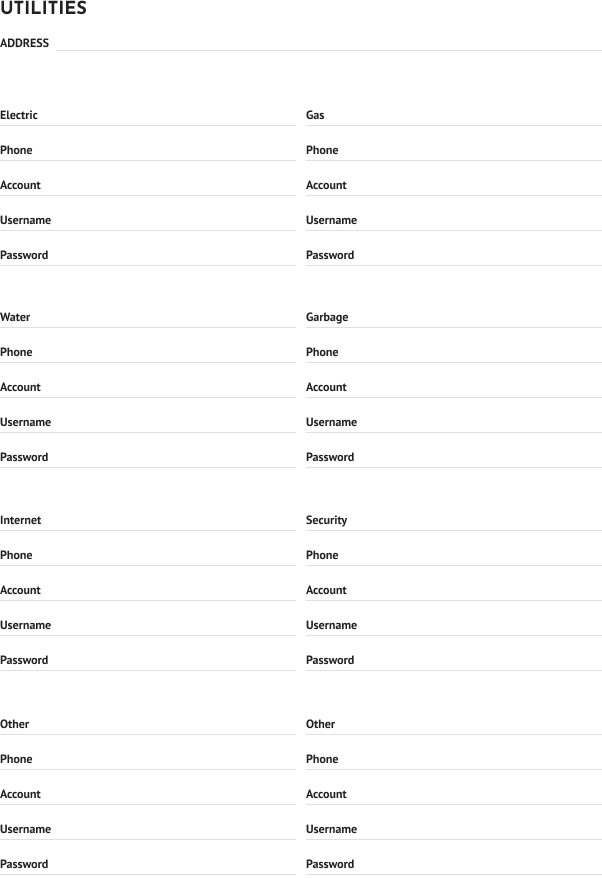 UTILITIES
ADDRESS
Electric
Phone
Account
Username
Password
Gas
Phone
Account
Username
Password
Water
Phone
Account
Username
Password
Garbage
Phone
Account
Username
Password
Internet
Phone
Account
Username
Password
Security
Phone
Account
Username
Password
Other
Phone
Account
Username
Password
Other
Phone
Account
Username
Password